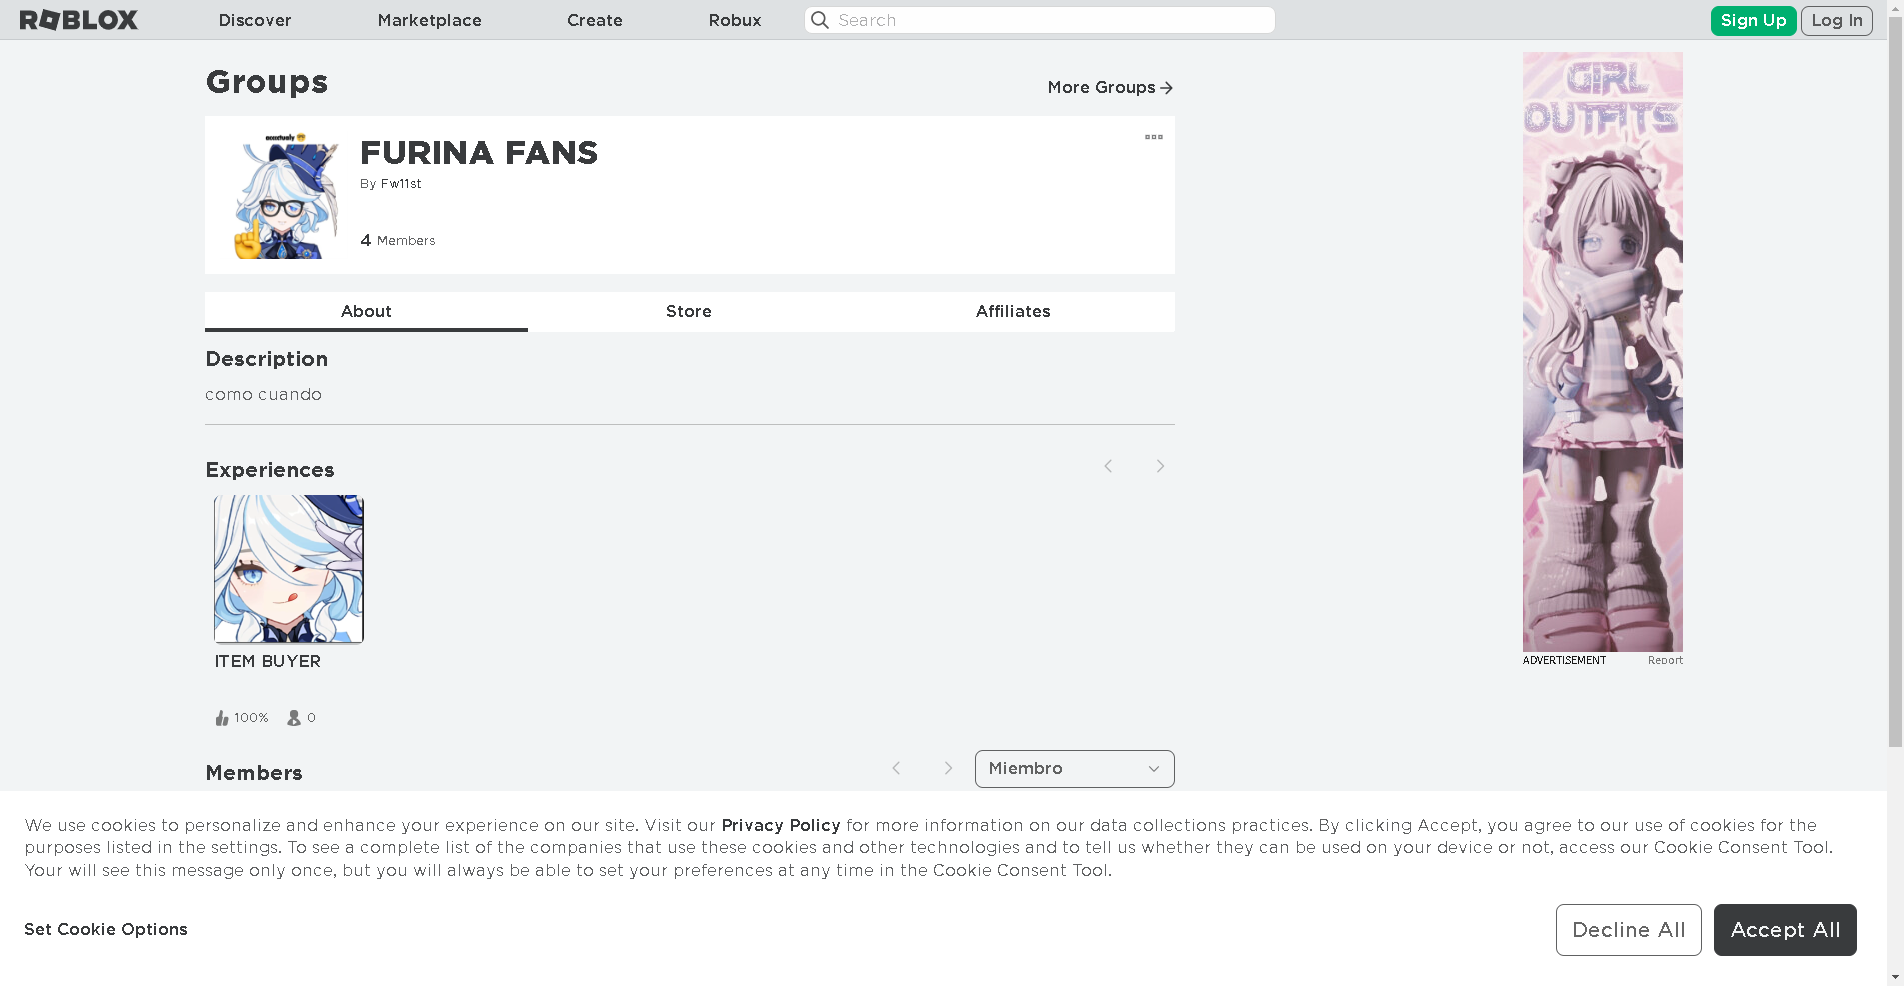 ROBLOX
Discover
Marketplace
Create
Robux
Search
Sign Up
Log In
Groups
More Groups
FURINA FANS
By Fw11st
4 Members
About
Store
Affiliates
Description
como cuando
Experiences
ITEM BUYER
100%
0
Members
Miembro
GIRL
OUTFITS
ADVERTISEMENT
Report
We use cookies to personalize and enhance your experience on our site. Visit our Privacy Policy for more information on our data collections practices. By clicking Accept, you agree to our use of cookies for the
purposes listed in the settings. To see a complete list of the companies that use these cookies and other technologies and to tell us whether they can be used on your device or not, access our Cookie Consent Tool.
Your will see this message only once, but you will always be able to set your preferences at any time in the Cookie Consent Tool.
Set Cookie Options
Decline All
Accept All